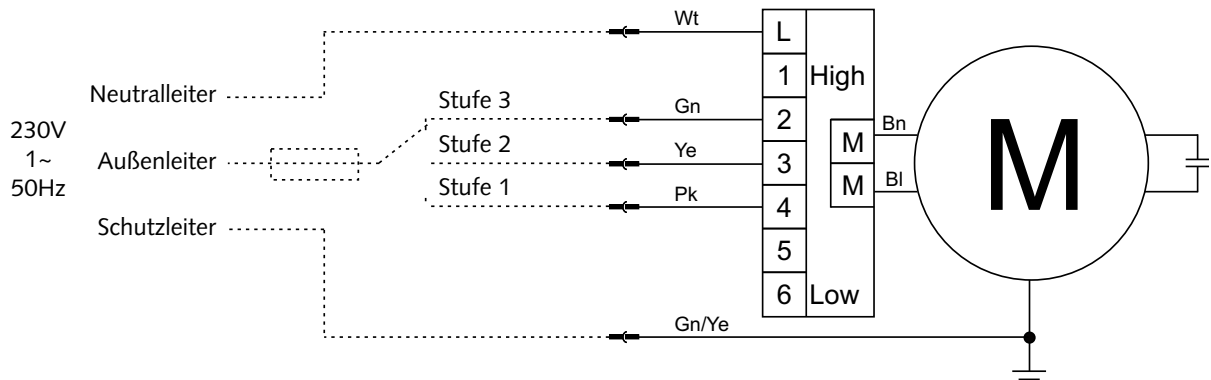 Wt
L
1 High
Neutralleiter
Stufe 3
Gn
2
Bn
230V
1~
50Hz
Außenleiter
Stufe 2
Ye
3
M
M
M
Stufe 1
Pk
4
Bl
Schutzleiter
5
6 Low
Gn/Ye